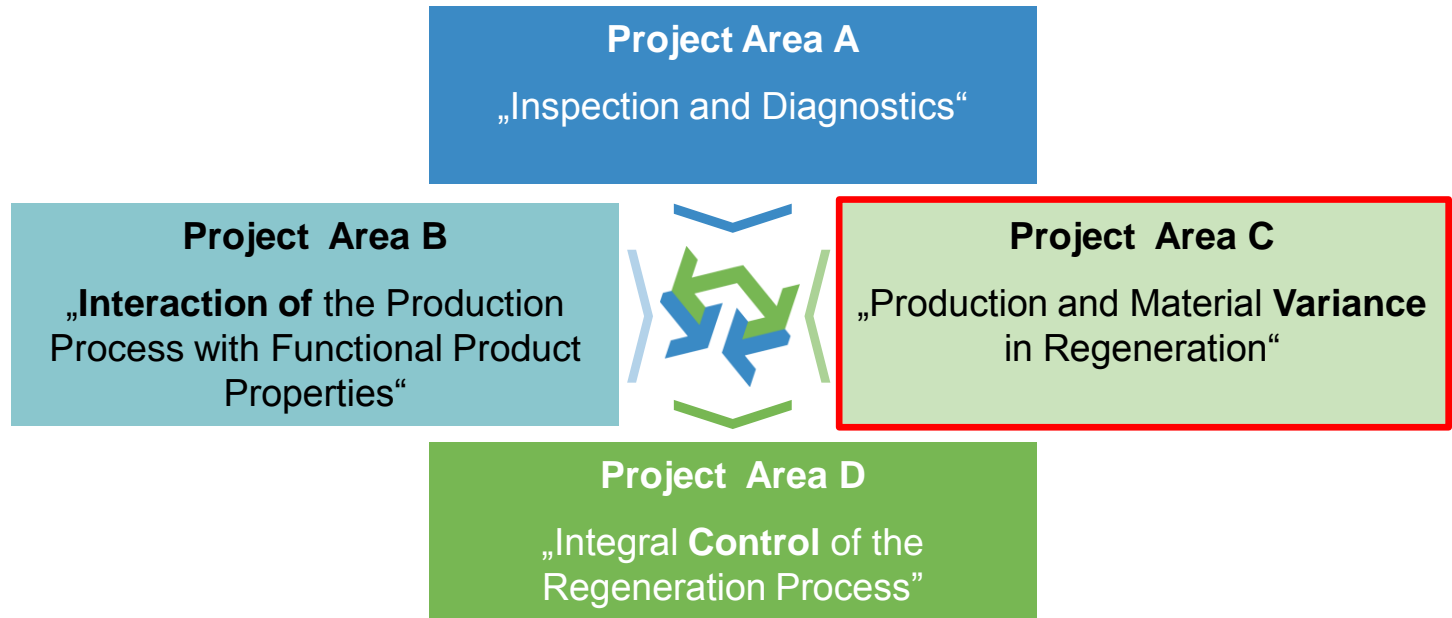 Project Area A
„Inspection and Diagnostics“
Project Area B
„Interaction of the Production
Process with Functional Product
Properties“
Project Area C
„Production and Material Variance
in Regeneration“
Project Area D
„Integral Control of the
Regeneration Process”